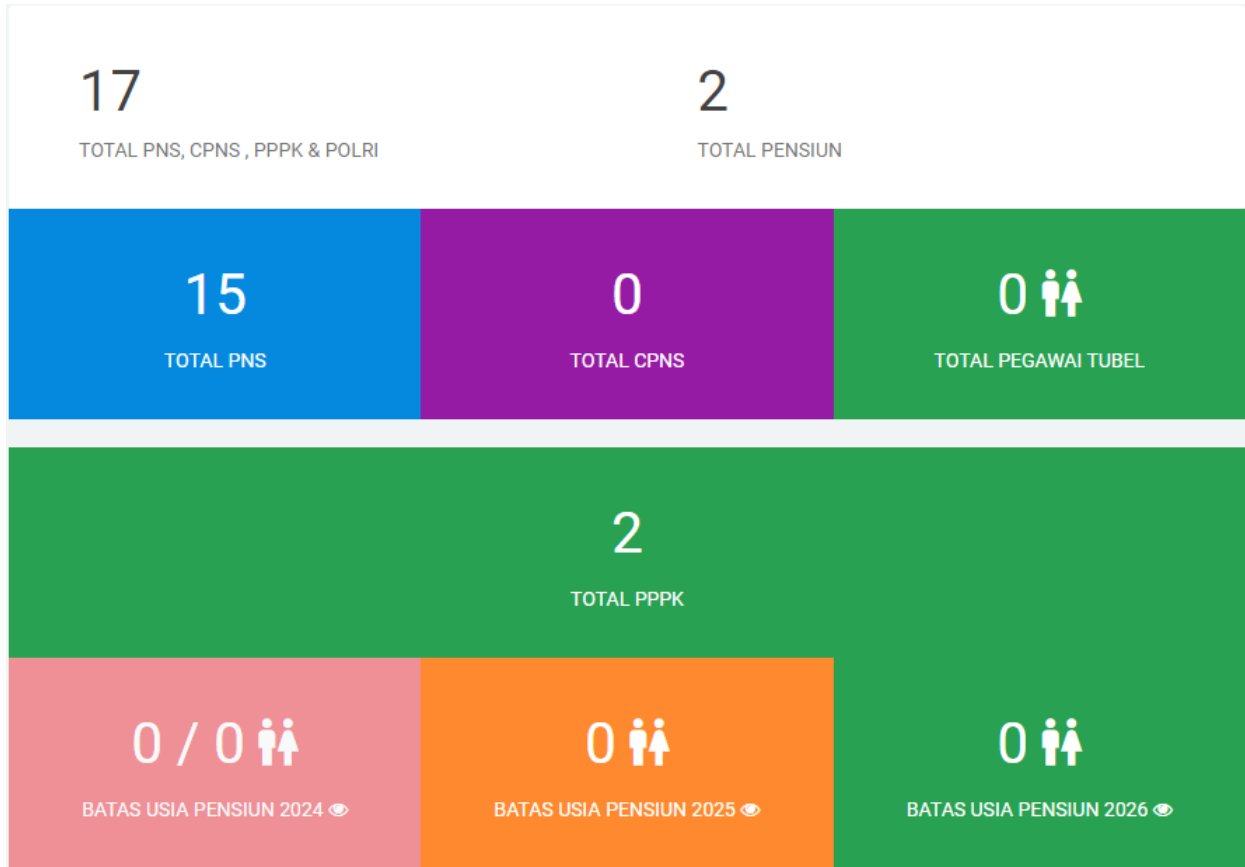 17
2
TOTAL PNS, CPNS , PPPK & POLRI
TOTAL PENSIUN
15
0
0
TOTAL PNS
TOTAL CPNS
TOTAL PEGAWAI TUBEL
2
TOTAL PPPK
0 / 0
0
0
BATAS USIA PENSIUN 2024
BATAS USIA PENSIUN 2025
BATAS USIA PENSIUN 2026